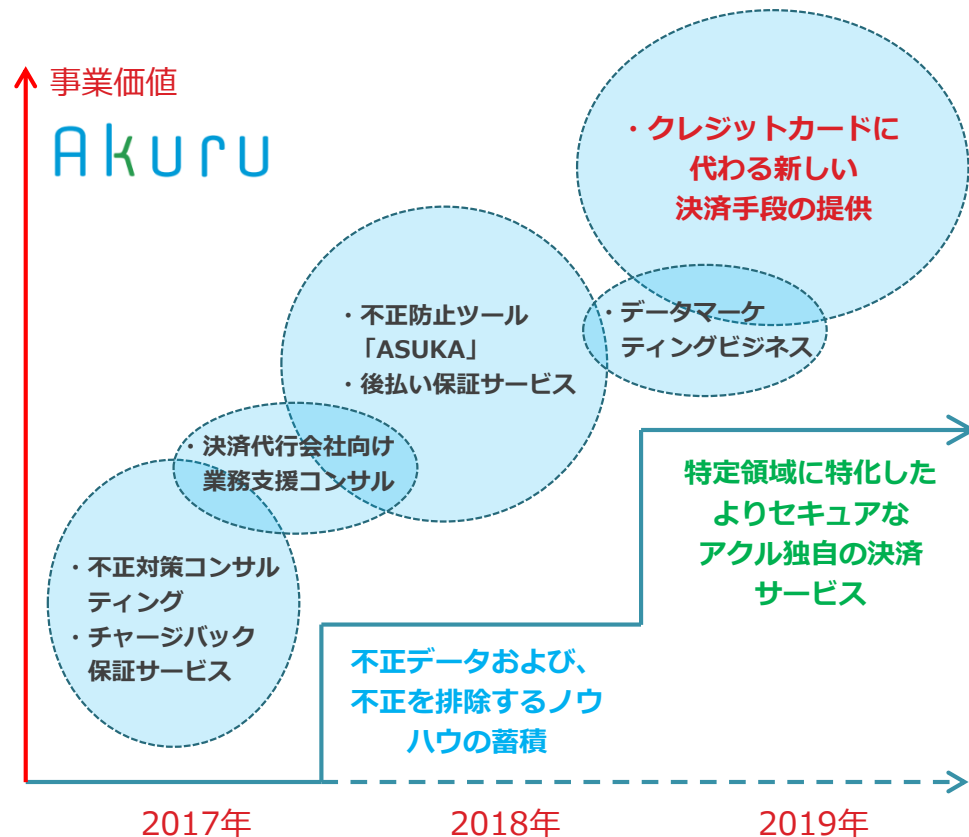 事業価値
Akuru
・クレジットカードに
代わる新しい
決済手段の提供
・データマーケ
ティングビジネス
・不正防止ツール
「ASUKA」
・後払い保証サービス
・決済代行会社向け
業務支援コンサル
・不正対策コンサル
ティング
・チャージバック
保証サービス
特定領域に特化した
よりセキュアな
アクル独自の決済
サービス
不正データおよび、
不正を排除するノウ
ハウの蓄積
2017年
2018年
2019年